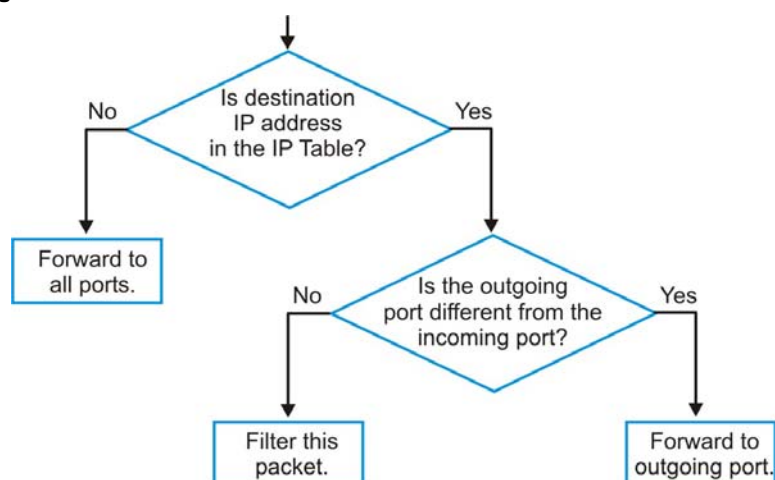 Is destination
IP address
in the IP Table?
No
Yes
Forward to
all ports.
Is the outgoing
port different from the
incoming port?
No
Yes
Filter this
packet.
Forward to
outgoing port.